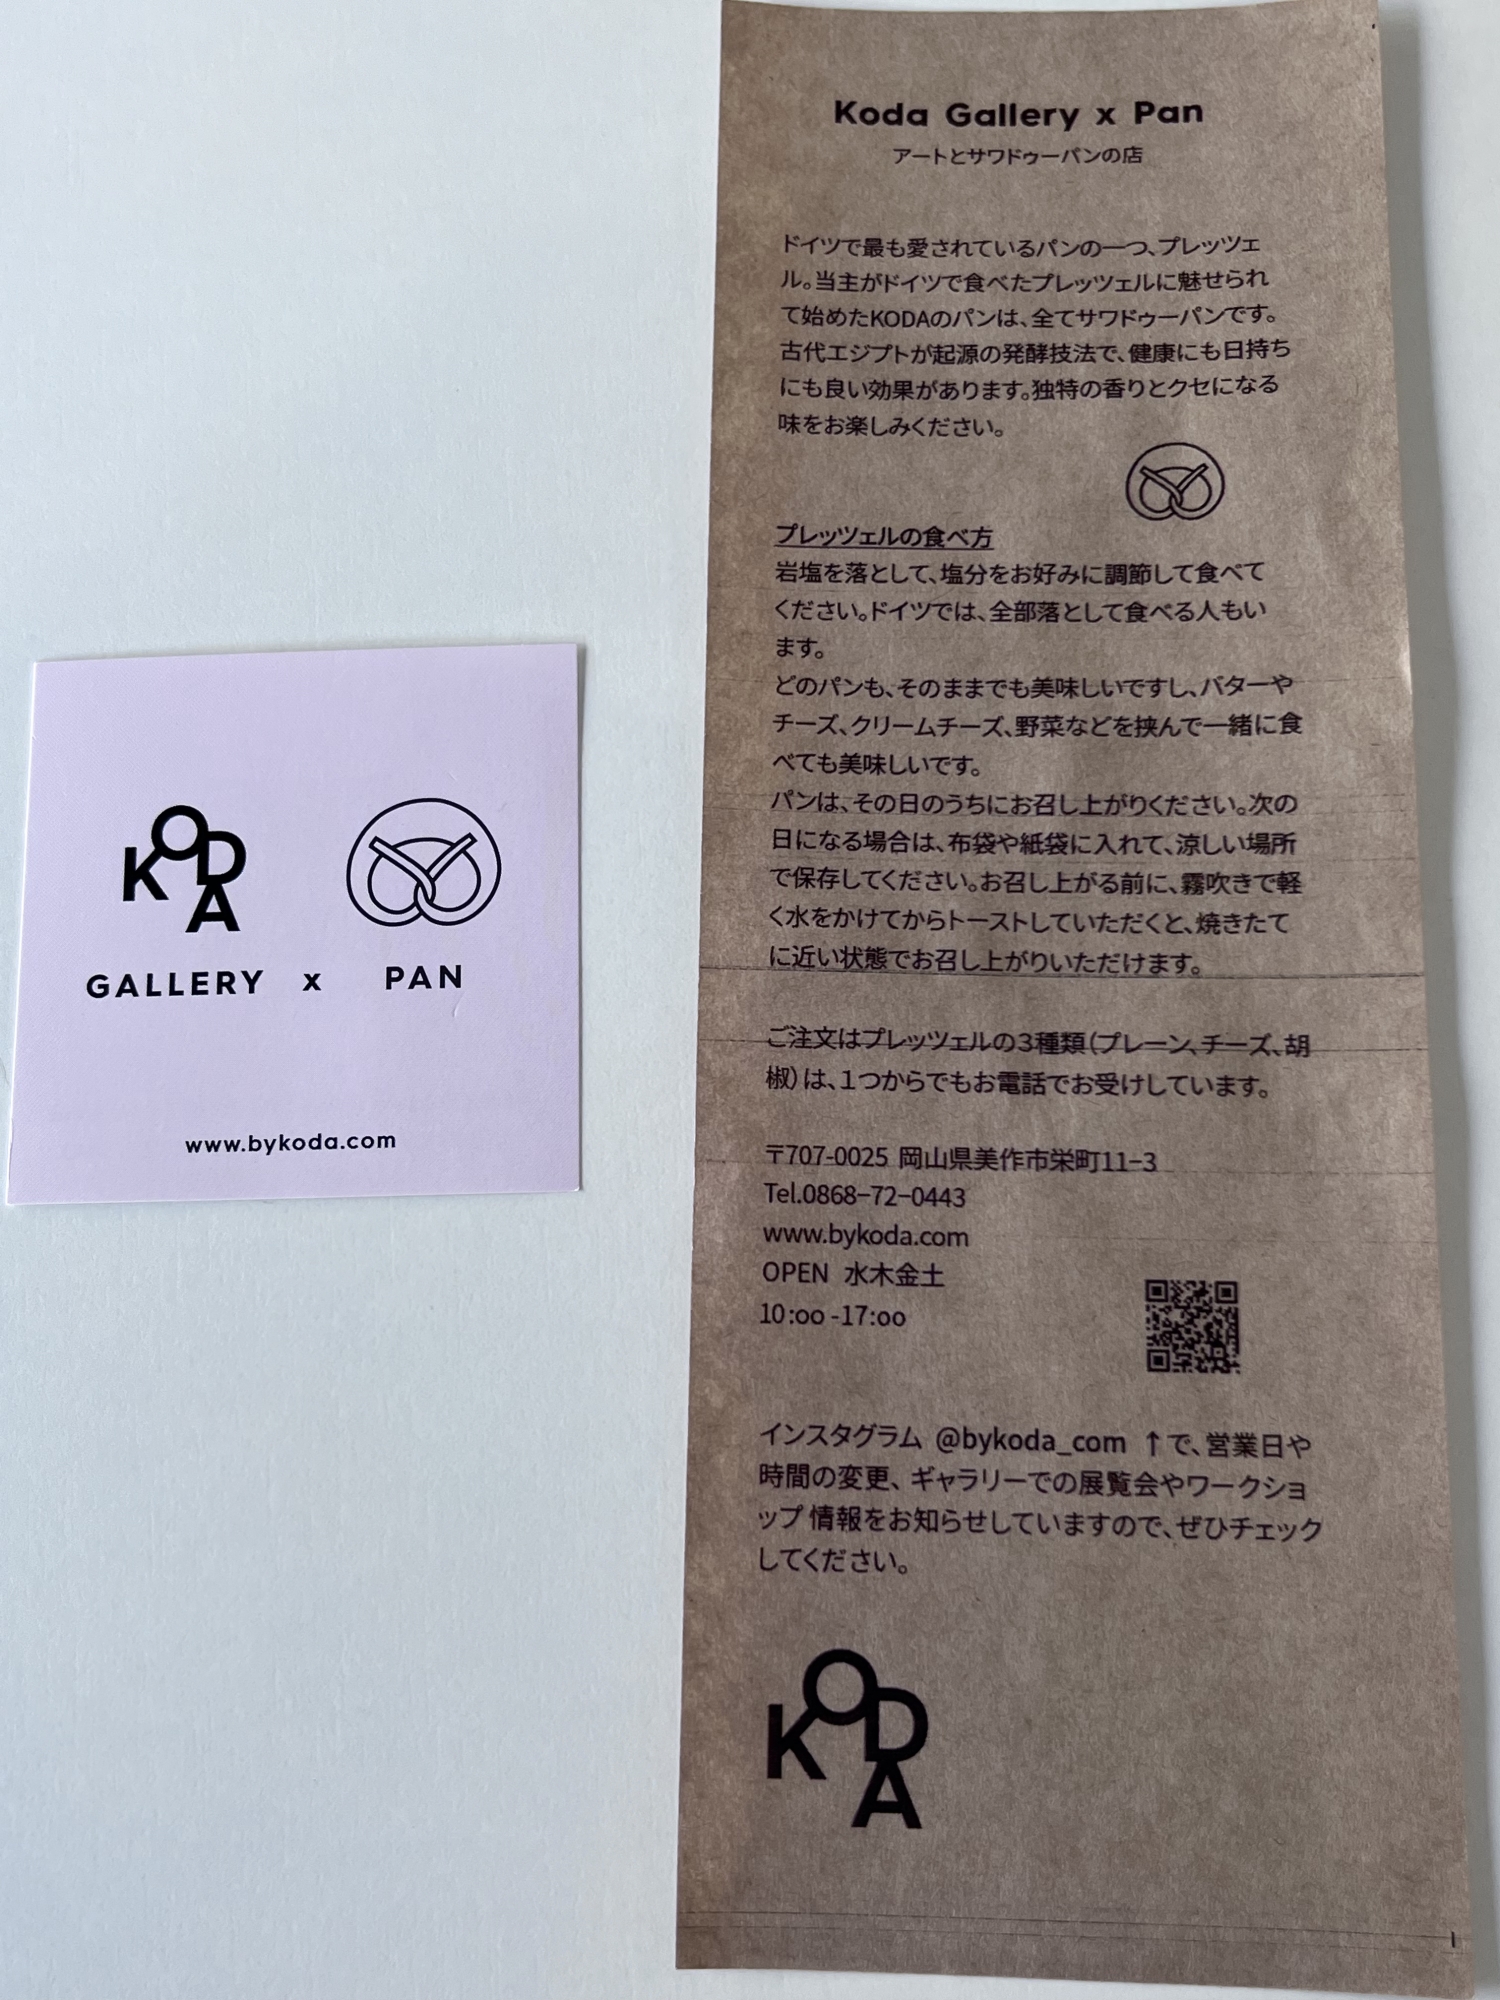 KODA
GALLERY x PAN
www.bykoda.com
Koda Gallery x Pan
アートとサワドゥーパンの店
ドイツで最も愛されているパンの一つ、プレッツェ
ル。当主がドイツで食べたプレッツェルに魅せられ
て始めたKODAのパンは、全てサワドゥーパンです。
古代エジプトが起源の発酵技法で、健康にも日持ち
にも良い効果があります。独特の香りとクセになる
味をお楽しみください。
プレッツェルの食べ方
岩塩を落として、塩分をお好みに調節して食べて
ください。ドイツでは、全部落として食べる人もい
ます。
どのパンも、そのままでも美味しいですし、バターや
チーズ、クリームチーズ、野菜などを挟んで一緒に食
べても美味しいです。
パンは、その日のうちにお召し上がりください。次の
日になる場合は、布袋や紙袋に入れて、涼しい場所
で保存してください。お召し上がる前に、霧吹きで軽
く水をかけてからトーストしていただくと、焼きたて
に近い状態でお召し上がりいただけます。
ご注文はプレッツェルの3種類(プレーン、チーズ、胡
椒)は、1つからでもお電話でお受けしています。
〒707-0025 岡山県美作市栄町11-3
Tel.0868-72-0443
www.bykoda.com
OPEN 水木金土
10:oo -17:oo
インスタグラム @bykoda_com ↑で、営業日や
時間の変更、ギャラリーでの展覧会やワークショ
ップ 情報をお知らせしていますので、ぜひチェック
してください。
KODA